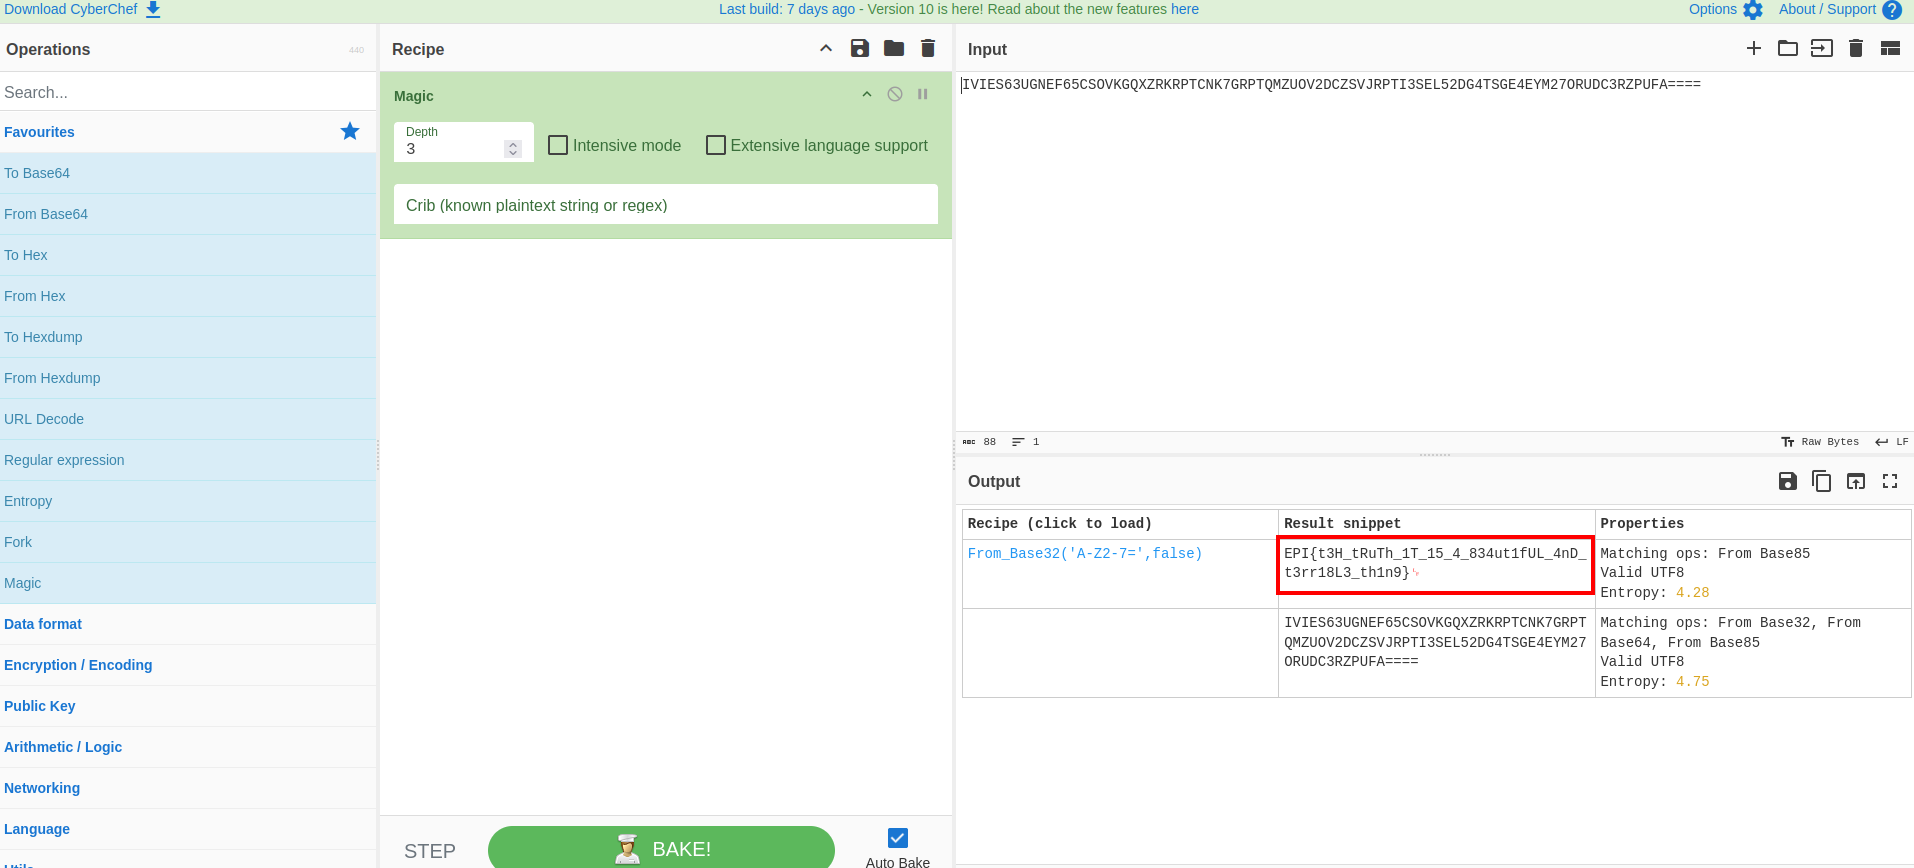 Download CyberChef
Last build: 7 days ago - Version 10 is here! Read about the new features here
Options
About / Support
Operations
440
Search...
Favourites
To Base64
From Base64
To Hex
From Hex
To Hexdump
From Hexdump
URL Decode
Regular expression
Entropy
Fork
Magic
Data format
Encryption / Encoding
Public Key
Arithmetic / Logic
Networking
Language
Recipe
Magic
Depth
3
Intensive mode
Extensive language support
Crib (known plaintext string or regex)
STEP
BAKE!
Auto Bake
Input
IVIES63UGNEF65CSOVKGQXZRKRPTCNK7GRPTQMZUOV2DCZSVJRPTI3SEL52DG4TSGE4EYM27ORUDC3RZPUFA====
ABC 88 1
Raw Bytes LF
Output
Recipe (click to load) Result snippet Properties
From_Base32('A-Z2-7=',false)
EPI{t3H_tRuTh_1T_15_4_834ut1fUL_4nD_
t3rr18L3_th1n9}
Matching ops: From Base85
Valid UTF8
Entropy: 4.28
IVIES63UGNEF65CSOVKGQXZRKRPTCNK7GRPT
QMZUOV2DCZSVJRPTI3SEL52DG4TSGE4EYM27
ORUDC3RZPUFA====
Matching ops: From Base32, From
Base64, From Base85
Valid UTF8
Entropy: 4.75